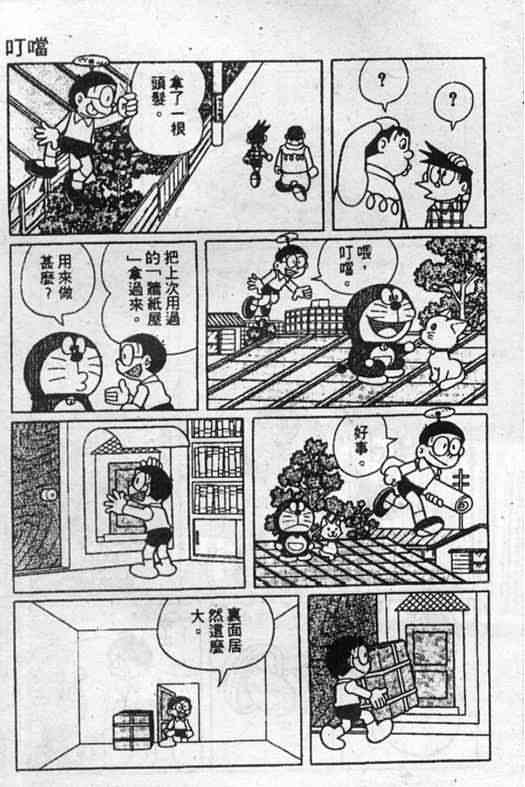 叮噹
拿了一根
頭髮。
?
?
喂,
叮噹。
把上次用過
的「牆紙屋
」拿過來。
用來做
甚麼?
好事。
裏面居
然這麼
大。